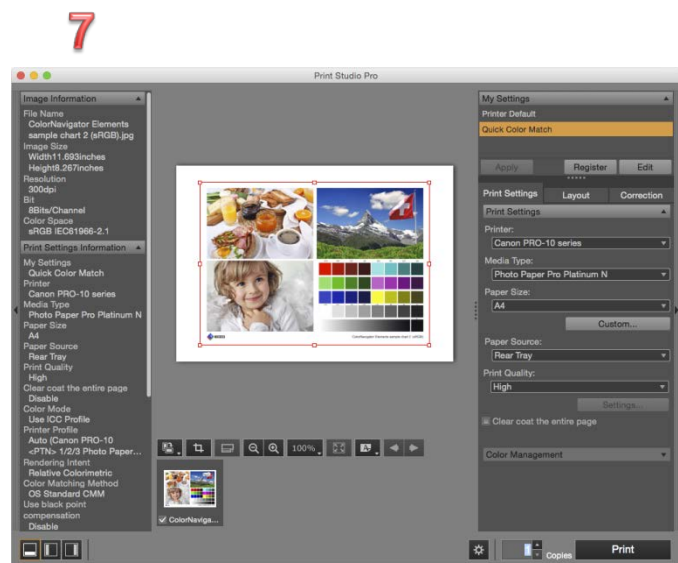 7
Print Studio Pro
Image Information
File Name
ColorNavigator Elements
sample chart 2 (sRGB).jpg
Image Size
Width11.693inches
Height8.267inches
Resolution
300dpi
Bit
8Bits/Channel
Color Space
sRGB IEC61966-2.1
Print Settings Information
My Settings
Quick Color Match
Printer
Canon PRO-10 series
Media Type
Photo Paper Pro Platinum N
Paper Size
A4
Paper Source
Rear Tray
Print Quality
High
Clear coat the entire page
Disable
Color Mode
Use ICC Profile
Printer Profile
Auto (Canon PRO-10
<PTN> 1/2/3 Photo Paper...
Rendering Intent
Relative Colorimetric
Color Matching Method
OS Standard CMM
Use black point
compensation
Disable
ColorNavigator Elements sample chart 2 (sRGB)
100%
ColorNaviga...
My Settings
Printer Default
Quick Color Match
Apply Register Edit
Print Settings Layout Correction
Print Settings
Printer:
Canon PRO-10 series
Media Type:
Photo Paper Pro Platinum N
Paper Size:
A4
Custom...
Paper Source:
Rear Tray
Print Quality:
High
Settings...
Clear coat the entire page
Color Management
1 Copies Print